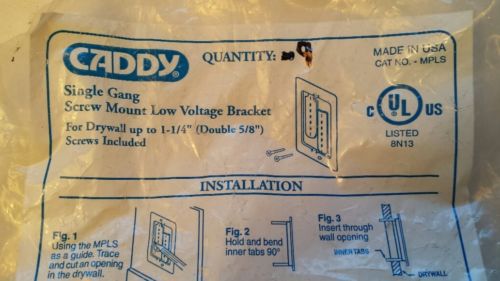 CADDY®
QUANTITY: 9
MADE IN USA
CAT NO. - MPLS
Single Gang
Screw Mount Low Voltage Bracket
For Drywall up to 1-1/4" (Double 5/8")
Screws Included
C UL US
LISTED
8N13
INSTALLATION
Fig. 1
Using the MPLS
as a guide. Trace
and cut an opening
in the drywall.
Fig. 2
Hold and bend
inner tabs 90°
Fig. 3
Insert through
wall opening
INNER TABS
DRYWALL